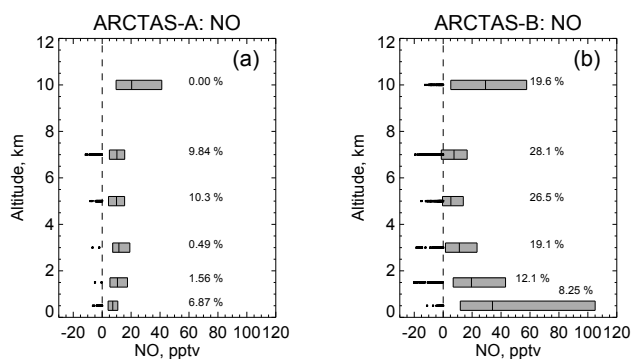 ARCTAS-A: NO
12
10
8
6
4
2
0
Altitude, km
(a)
0.00 %
9.84 %
10.3 %
0.49 %
1.56 %
6.87 %
-20 0 20 40 60 80 100 120
NO, pptv
ARCTAS-B: NO
12
10
8
6
4
2
0
Altitude, km
(b)
19.6 %
28.1 %
26.5 %
19.1 %
12.1 %
8.25 %
-20 0 20 40 60 80 100 120
NO, pptv